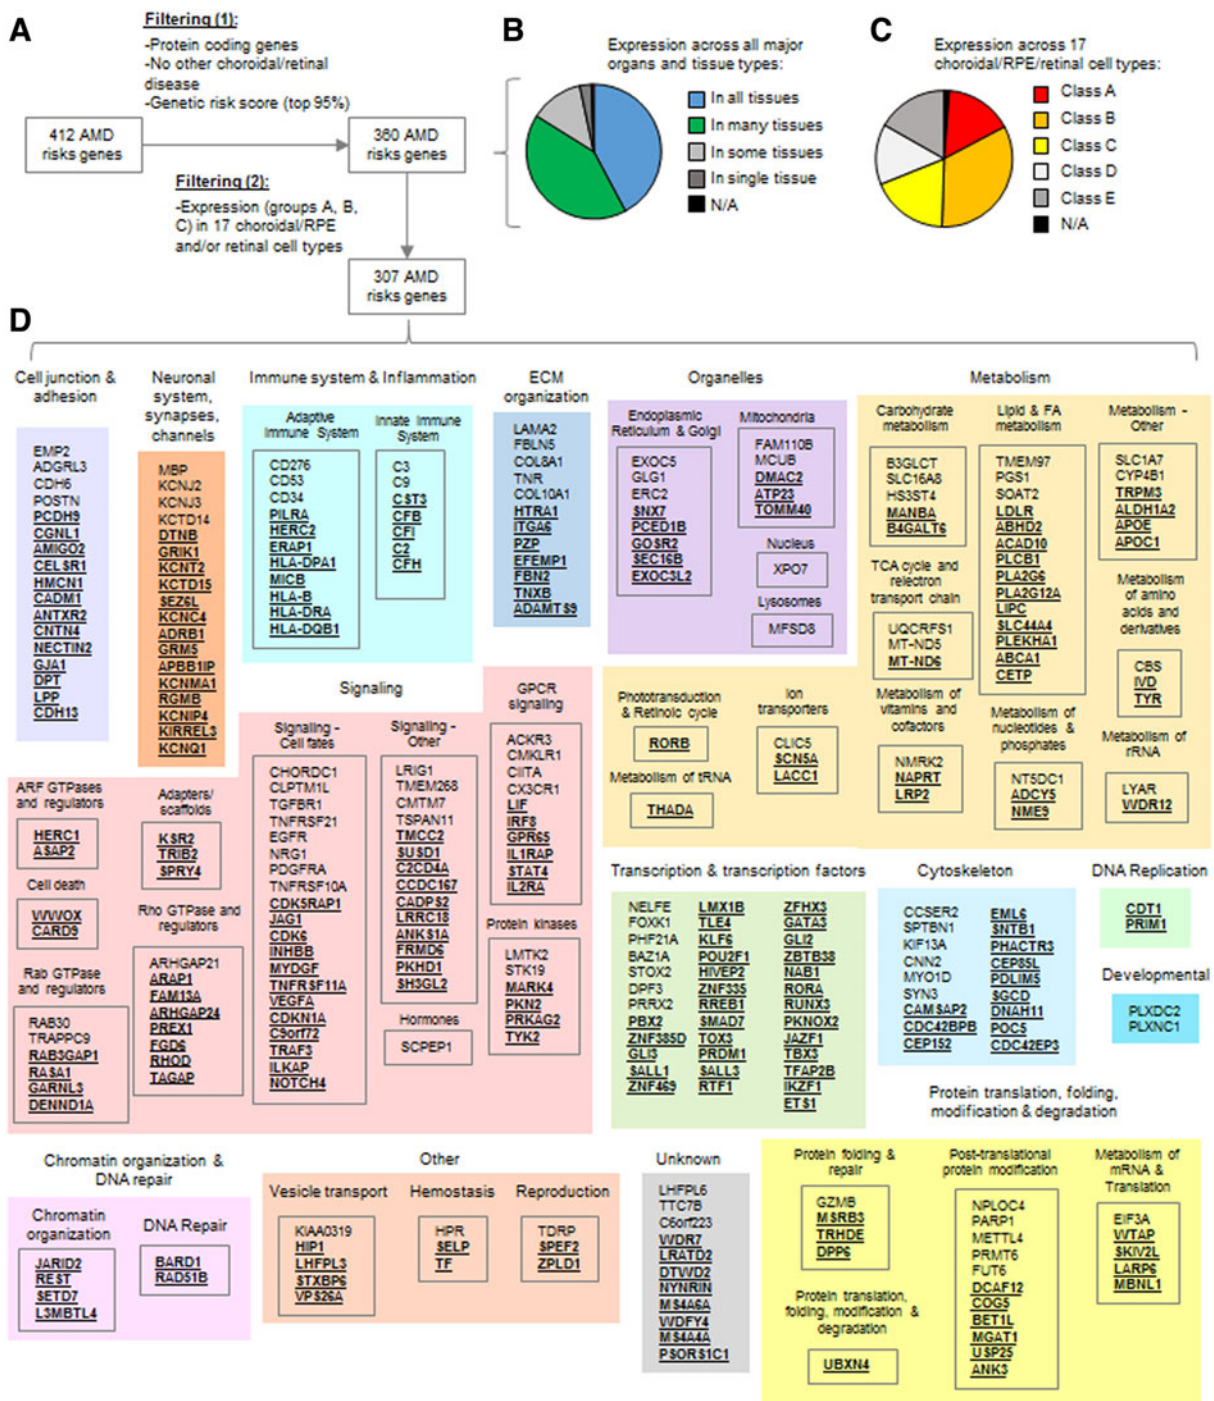 A
Filtering (1):
-Protein coding genes
-No other choroidal/retinal
disease
-Genetic risk score (top 95%)
412 AMD
risks genes
360 AMD
risks genes
Filtering (2):
-Expression (groups A, B,
C) in 17 choroidal/RPE
and/or retinal cell types
307 AMD
risks genes
B
Expression across all major
organs and tissue types:
In all tissues
In many tissues
In some tissues
In single tissue
N/A
C
Expression across 17
choroidal/RPE/retinal cell types:
Class A
Class B
Class C
Class D
Class E
N/A
D
Cell junction &
adhesion
EMP2
ADGRL3
CDH6
POSTN
PCDH9
CGNL1
AMIGO2
CELSR1
HMCN1
CADM1
ANTXR2
CNTN4
NECTIN2
GJA1
DPT
LPP
CDH13
Neuronal
system,
synapses,
channels
MBP
KCNJ2
KCNJ3
KCTD14
DTNB
GRIK1
KCNT2
KCTD15
SEZ6L
KCNC4
ADRB1
GRM5
APBB1IP
KCNMA1
RGMB
KCNIP4
KIRREL3
KCNQ1
Immune system & Inflammation
Adaptive
Immune System
CD276
CD53
CD34
PILRA
HERC2
ERAP1
HLA-DPA1
MICB
HLA-B
HLA-DRA
HLA-DQB1
Innate Immune
System
C3
C9
CST3
CFB
CFI
C2
CFH
ECM
organization
LAMA2
FBLN5
COL8A1
TNR
COL10A1
HTRA1
ITGA6
PZP
EFEMP1
FBN2
TNXB
ADAMTS9
Organelles
Endoplasmic
Reticulum & Golgi
EXOC5
GLG1
ERC2
SNX7
PCED1B
GOSR2
SEC16B
EXOC3L2
Mitochondria
FAM110B
MCUB
DMAC2
ATP23
TOMM40
Nucleus
XPO7
Lysosomes
MFSD8
Metabolism
Carbohydrate
metabolism
B3GLCT
SLC16A8
HS3ST4
MANBA
B4GALT6
TCA cycle and
relectron
transport chain
UQCRFS1
MT-ND5
MT-ND6
Metabolism of
vitamins and
cofactors
NMRK2
NAPRT
LRP2
Lipid & FA
metabolism
TMEM97
PGS1
SOAT2
LDLR
ABHD2
ACAD10
PLCB1
PLA2G6
PLA2G12A
LIPC
SLC44A4
PLEKHA1
ABCA1
CETP
Metabolism of
nucleotides &
phosphates
NT5DC1
ADCY5
NME9
Metabolism -
Other
SLC1A7
CYP4B1
TRPM3
ALDH1A2
APOE
APOC1
Metabolism
of amino
acids and
derivatives
CBS
IVD
TYR
Metabolism of
rRNA
LYAR
WDR12
Phototransduction
& Retinolic cycle
RORB
Metabolism of tRNA
THADA
Ion
transporters
CLIC5
SCN5A
LACC1
Signaling
Signaling -
Cell fates
CHORDC1
CLPTM1L
TGFBR1
TNFRSF21
EGFR
NRG1
PDGFRA
TNFRSF10A
CDK5RAP1
JAG1
CDK6
INHBB
MYDGF
TNFRSF11A
VEGFA
CDKN1A
C9orf72
TRAF3
ILKAP
NOTCH4
Signaling -
Other
LRIG1
TMEM268
CMTM7
TSPAN11
TMCC2
SUSD1
C2CD4A
CCDC167
CADPS2
LRRC18
ANKS1A
FRMD6
PKHD1
SH3GL2
Hormones
SCPEP1
GPCR
signaling
ACKR3
CMKLR1
CIITA
CX3CR1
LIF
IRF8
GPR65
IL1RAP
STAT4
IL2RA
Protein kinases
LMTK2
STK19
MARK4
PKN2
PRKAG2
TYK2
ARF GTPases
and regulators
HERC1
ASAP2
Cell death
WWOX
CARD9
Rab GTPase
and regulators
RAB30
TRAPPC9
RAB3GAP1
RASA1
GARNL3
DENND1A
Adapters/
scaffolds
KSR2
TRIB2
SPRY4
Rho GTPase and
regulators
ARHGAP21
ARAP1
FAM13A
ARHGAP24
PREX1
FGD6
RHOD
TAGAP
Transcription & transcription factors
NELFE
FOXK1
PHF21A
BAZ1A
STOX2
DPF3
PRRX2
PBX2
ZNF385D
GLI3
SALL1
ZNF469
LMX1B
TLE4
KLF6
POU2F1
HIVEP2
ZNF335
RREB1
SMAD7
TOX3
PRDM1
SALL3
RTF1
ZFHX3
GATA3
GLI2
ZBTB38
NAB1
RORA
RUNX3
PKNOX2
JAZF1
TBX3
TFAP2B
IKZF1
ETS1
Cytoskeleton
CCSER2
SPTBN1
KIF13A
CNN2
MYO1D
SYN3
CAMSAP2
CDC42BPB
CEP152
EML6
SNTB1
PHACTR3
CEP85L
PDLIM5
SGCD
DNAH11
POC5
CDC42EP3
DNA Replication
CDT1
PRIM1
Developmental
PLXDC2
PLXNC1
Chromatin organization &
DNA repair
Chromatin
organization
JARID2
REST
SETD7
L3MBTL4
DNA Repair
BARD1
RAD51B
Other
Vesicle transport
KIAA0319
HIP1
LHFPL3
STXBP6
VPS26A
Hemostasis
HPR
SELP
TF
Reproduction
TDRP
SPEF2
ZPLD1
Unknown
LHFPL6
TTC7B
C6orf223
WDR7
LRATD2
DTWD2
NYNRIN
MS4A6A
WDFY4
MS4A4A
PSORS1C1
Protein translation, folding,
modification & degradation
Protein folding &
repair
GZMB
MSRB3
TRHDE
DPP6
Protein translation,
folding, modification &
degradation
UBXN4
Post-translational
protein modification
NPLOC4
PARP1
METTL4
PRMT6
FUT6
DCAF12
COG5
BET1L
MGAT1
USP25
ANK3
Metabolism of
mRNA &
Translation
EIF3A
WTAP
SKIV2L
LARP6
MBNL1